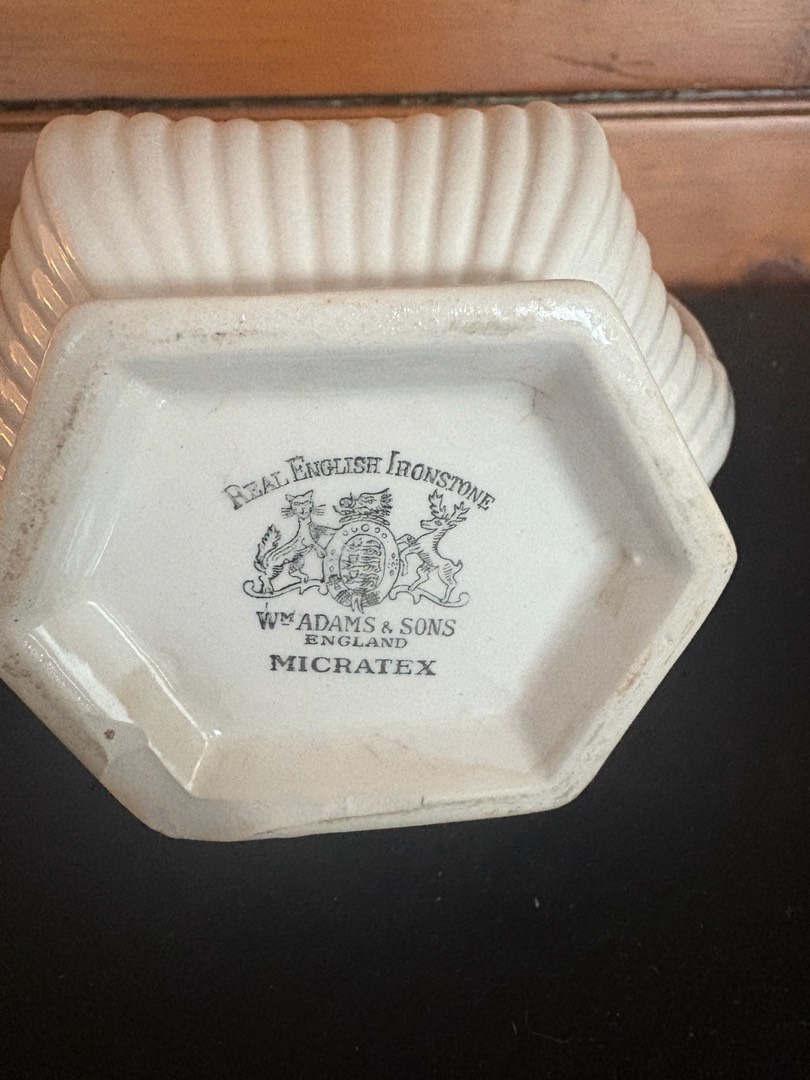 REAL ENGLISH IRONSTONE
Wᴹ ADAMS & SONS
ENGLAND
MICRATEX